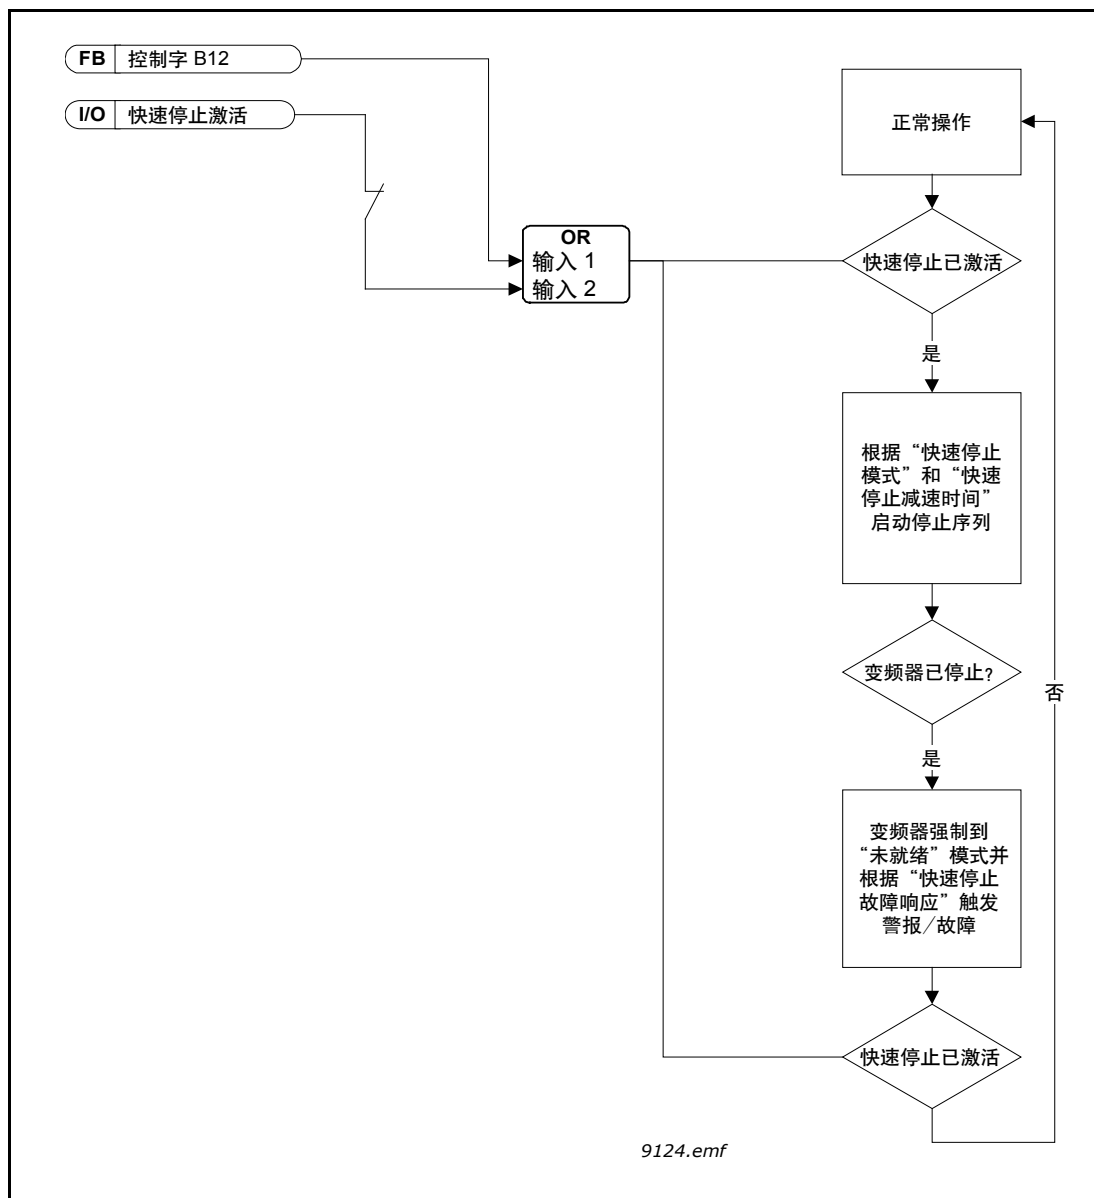 FB 控制字 B12
I/O 快速停止激活
正常操作
OR
输入 1
输入 2
快速停止已激活
是
根据“快速停止
模式”和“快速
停止减速时间”
启动停止序列
变频器已停止?
否
是
变频器强制到
“未就绪”模式并
根据“快速停止
故障响应”触发
警报/故障
快速停止已激活
9124.emf